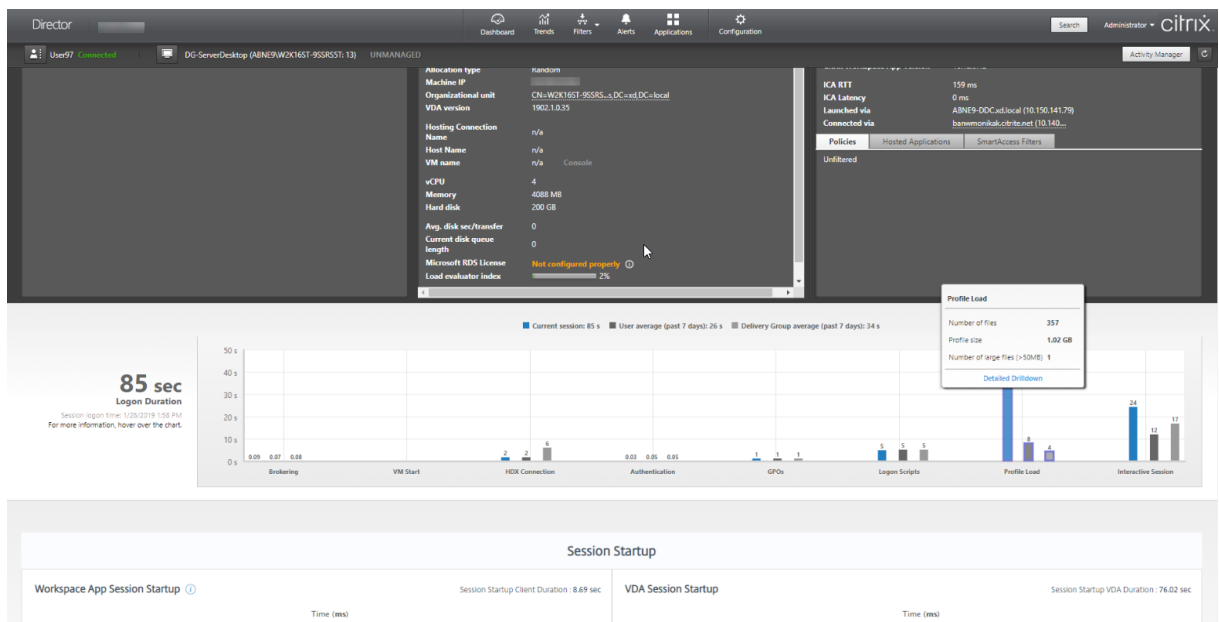 Director
Dashboard
Trends
Filters
Alerts
Applications
Configuration
Search
Administrator
citrix
User97 Connected
DG-ServerDesktop (ABNE9\W2K16ST-9SSRS5T: 13)
UNMANAGED
Activity Manager
Allocation type Random
Machine IP
Organizational unit CN=W2K16ST-9SSRS...s,DC=xd,DC=local
VDA version 1902.1.0.35
Hosting Connection
Name n/a
Host Name n/a
VM name n/a Console
vCPU 4
Memory 4088 MB
Hard disk 200 GB
Avg. disk sec/transfer 0
Current disk queue
length 0
Microsoft RDS License Not configured properly
Load evaluator index 2%
ICA RTT 159 ms
ICA Latency 0 ms
Launched via ABNE9-DDC.xd.local (10.150.141.79)
Connected via banwmonikak.citrite.net (10.140....
Policies
Hosted Applications
SmartAccess Filters
Unfiltered
Profile Load
Number of files 357
Profile size 1.02 GB
Number of large files (>50MB) 1
Detailed Drilldown
Current session: 85 s
User average (past 7 days): 26 s
Delivery Group average (past 7 days): 34 s
85 sec
Logon Duration
Session logon time: 1/28/2019 1:58 PM
For more information, hover over the chart.
50 s
40 s
30 s
20 s
10 s
0 s
0.09 0.07 0.08
2 2 6
0.03 0.05 0.05
1 1 1
5 5 5
8 4
24 12 17
Brokering
VM Start
HDX Connection
Authentication
GPOs
Logon Scripts
Profile Load
Interactive Session
Session Startup
Workspace App Session Startup
Session Startup Client Duration : 8.69 sec
Time (ms)
VDA Session Startup
Session Startup VDA Duration : 76.02 sec
Time (ms)